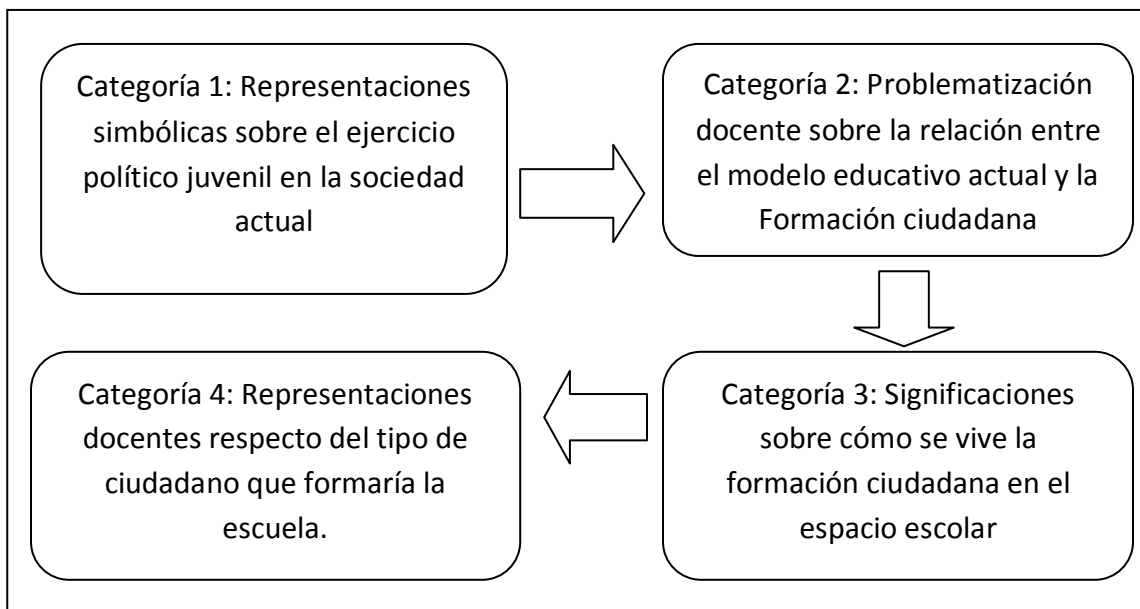 Categoría 1: Representaciones
simbólicas sobre el ejercicio
político juvenil en la sociedad
actual
Categoría 2: Problematización
docente sobre la relación entre
el modelo educativo actual y la
Formación ciudadana
Categoría 3: Significaciones
sobre cómo se vive la
formación ciudadana en el
espacio escolar
Categoría 4: Representaciones
docentes respecto del tipo de
ciudadano que formaría la
escuela.